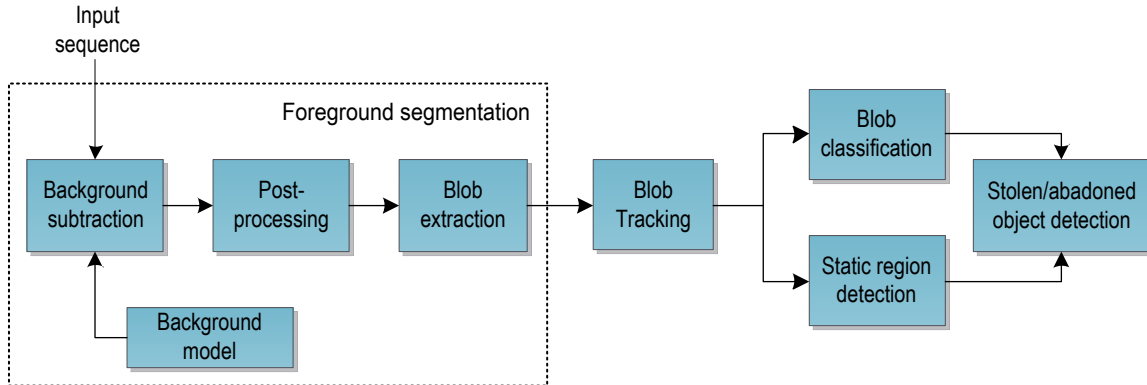 Input
sequence
Foreground segmentation
Background
subtraction
Post-
processing
Blob
extraction
Background
model
Blob
Tracking
Blob
classification
Static region
detection
Stolen/abadoned
object detection